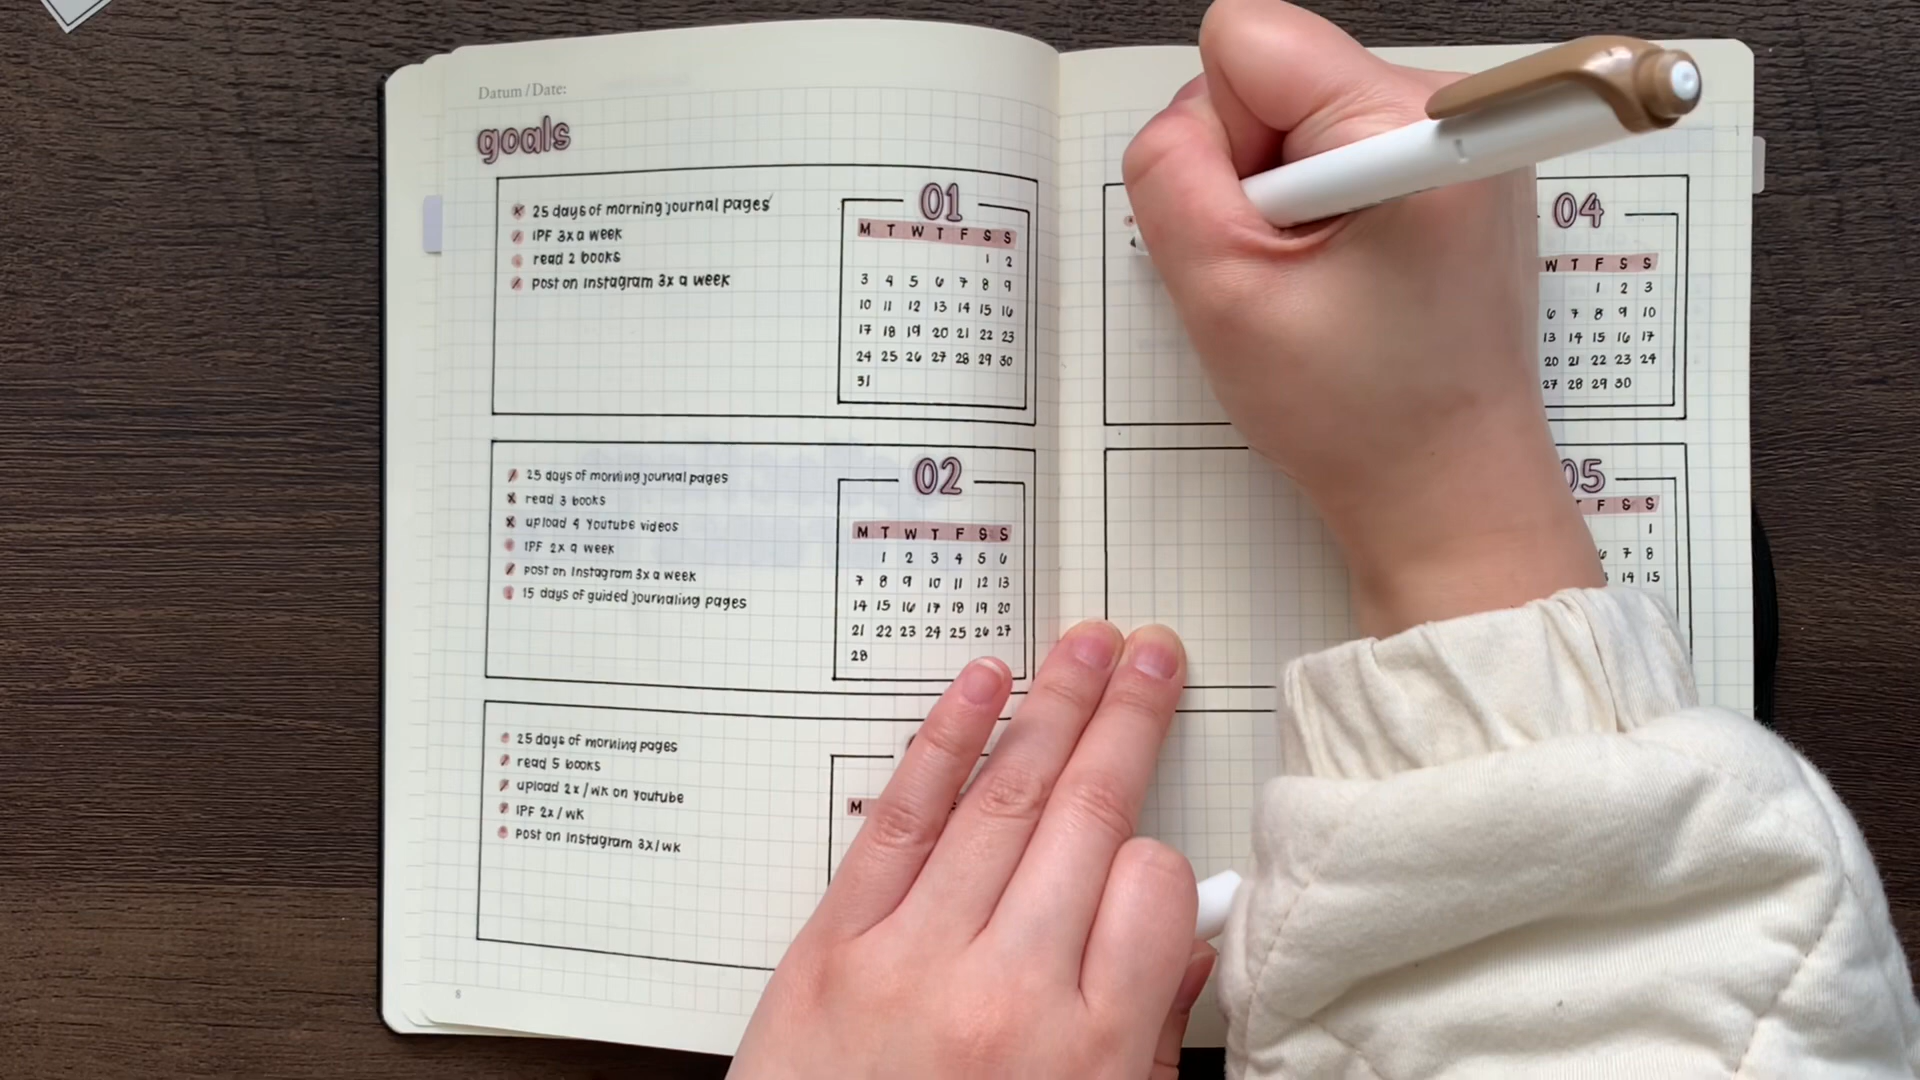 Datum / Date:
goals
25 days of morning journal pages
IPF 3x a week
read 2 books
post on Instagram 3x a week
01
M T W T F S S
1 2
3 4 5 6 7 8 9
10 11 12 13 14 15 16
17 18 19 20 21 22 23
24 25 26 27 28 29 30
31
25 days of morning journal pages
read 3 books
upload 4 Youtube videos
IPF 2x a week
post on Instagram 3x a week
15 days of guided journaling pages
02
M T W T F S S
1 2 3 4 5 6
7 8 9 10 11 12 13
14 15 16 17 18 19 20
21 22 23 24 25 26 27
28
25 days of morning pages
read 5 books
upload 2x / wk on youtube
IPF 2x / wk
post on Instagram 3x / wk
M
8
04
W T F S S
1 2 3
6 7 8 9 10
13 14 15 16 17
20 21 22 23 24
27 28 29 30
05
F S S
1
6 7 8
14 15